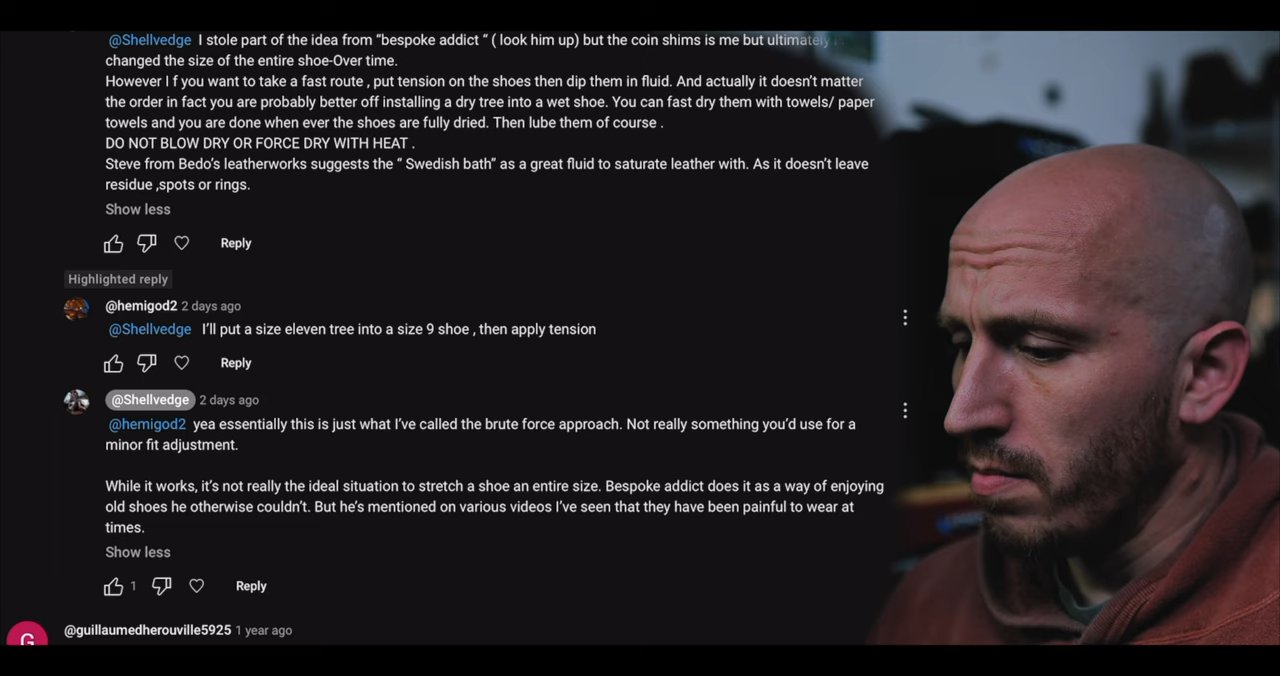 @Shellvedge I stole part of the idea from “bespoke addict “ ( look him up) but the coin shims is me but ultimately
changed the size of the entire shoe-Over time.
However I f you want to take a fast route , put tension on the shoes then dip them in fluid. And actually it doesn’t matter
the order in fact you are probably better off installing a dry tree into a wet shoe. You can fast dry them with towels/ paper
towels and you are done when ever the shoes are fully dried. Then lube them of course .
DO NOT BLOW DRY OR FORCE DRY WITH HEAT .
Steve from Bedo’s leatherworks suggests the “ Swedish bath” as a great fluid to saturate leather with. As it doesn’t leave
residue ,spots or rings.
Show less
Reply
Highlighted reply
@hemigod2 2 days ago
@Shellvedge I’ll put a size eleven tree into a size 9 shoe , then apply tension
Reply
@Shellvedge 2 days ago
@hemigod2 yea essentially this is just what I’ve called the brute force approach. Not really something you’d use for a
minor fit adjustment.
While it works, it’s not really the ideal situation to stretch a shoe an entire size. Bespoke addict does it as a way of enjoying
old shoes he otherwise couldn’t. But he’s mentioned on various videos I’ve seen that they have been painful to wear at
times.
Show less
1 Reply
G @guillaumedherouville5925 1 year ago